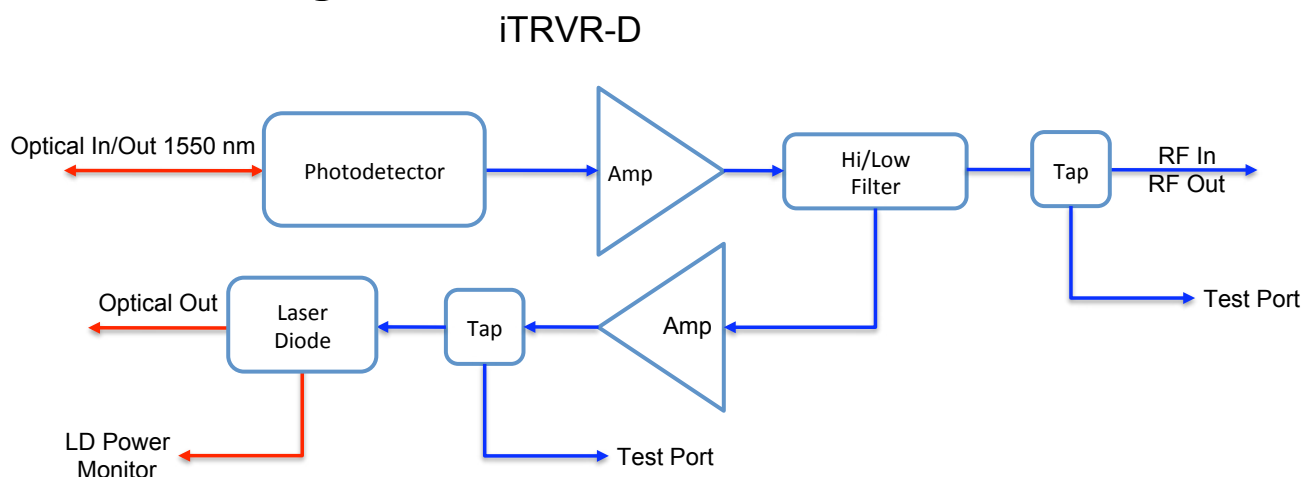 iTRVR-D
Optical In/Out 1550 nm
Photodetector
Amp
Hi/Low
Filter
Tap
RF In
RF Out
Optical Out
Laser
Diode
Tap
Amp
Test Port
LD Power
Monitor
Test Port